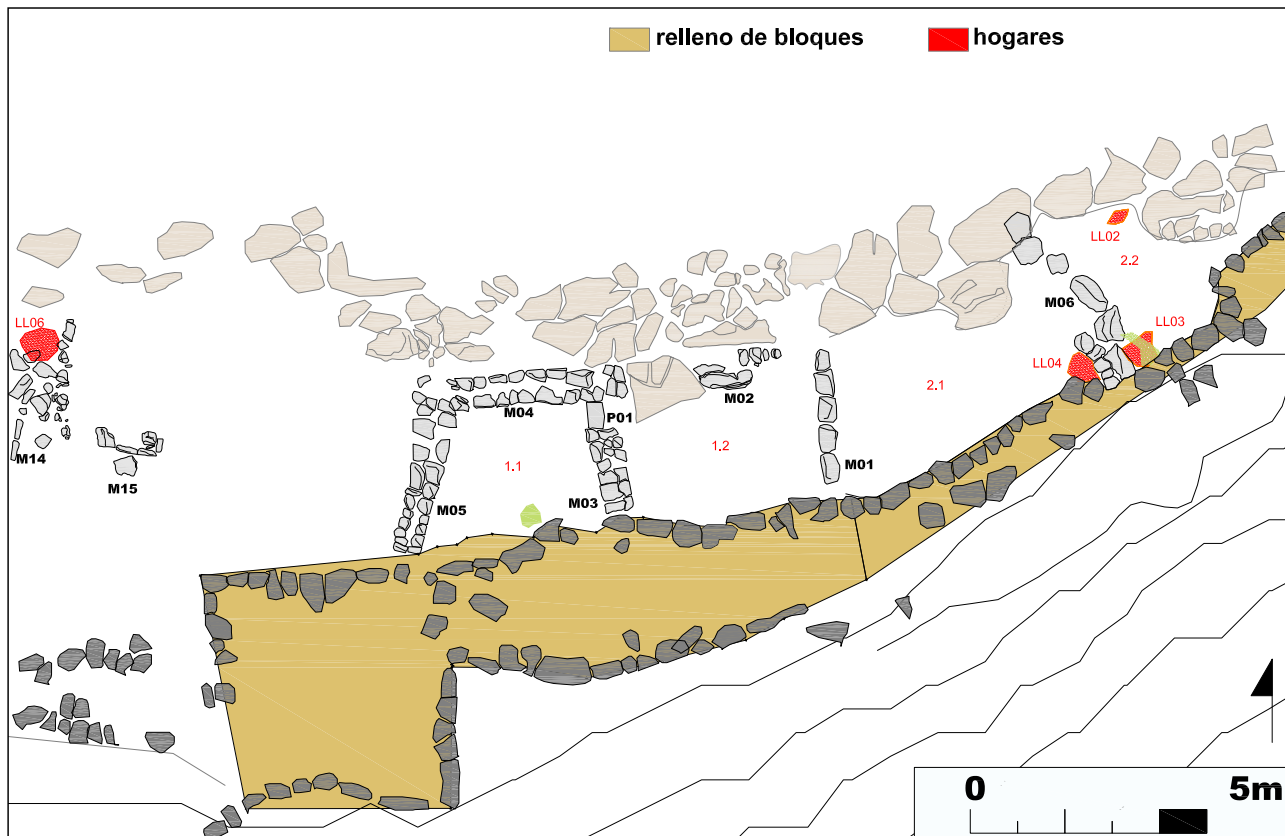 relleno de bloques
hogares
LL02
2.2
M06
LL03
LL06
LL04
2.1
M02
M04
P01
1.2
M14
M15
1.1
M01
M03
M05
0
5m